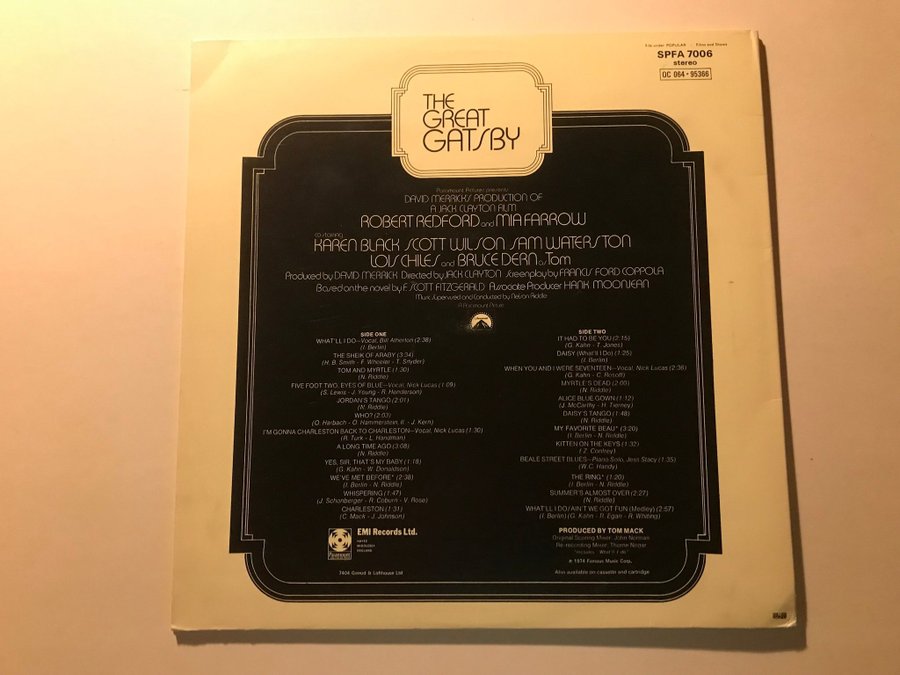 File under POPULAR : Films and Shows
SPFA 7006
stereo
OC 064 • 95366
THE
GREAT
GATSBY
Paramount Pictures presents
DAVID MERRICK'S PRODUCTION OF
A JACK CLAYTON FILM
ROBERT REDFORD and MIA FARROW
co-starring
KAREN BLACK SCOTT WILSON SAM WATERSTON
LOIS CHILES and BRUCE DERN as Tom
Produced by DAVID MERRICK Directed by JACK CLAYTON Screenplay by FRANCIS FORD COPPOLA
Based on the novel by F. SCOTT FITZGERALD Associate Producer HANK MOONJEAN
Music Supervised and Conducted by Nelson Riddle
A Paramount Picture
SIDE ONE
WHAT'LL I DO—Vocal, Bill Atherton (2:38)
(I. Berlin)
THE SHEIK OF ARABY (3:34)
(H. B. Smith - F. Wheeler - T. Snyder)
TOM AND MYRTLE (1:30)
(N. Riddle)
FIVE FOOT TWO, EYES OF BLUE—Vocal, Nick Lucas (1:09)
(S. Lewis - J. Young - R. Henderson)
JORDAN'S TANGO (2:01)
(N. Riddle)
WHO? (2:03)
(O. Harbach - O. Hammerstein, II - J. Kern)
I'M GONNA CHARLESTON BACK TO CHARLESTON—Vocal, Nick Lucas (1:30)
(R. Turk - L. Handman)
A LONG TIME AGO (3:08)
(N. Riddle)
YES, SIR, THAT'S MY BABY (1:18)
(G. Kahn - W. Donaldson)
WE'VE MET BEFORE* (2:38)
(I. Berlin - N. Riddle)
WHISPERING (1:47)
(J. Schonberger - R. Coburn - V. Rose)
CHARLESTON (1:31)
(C. Mack - J. Johnson)
Paramount
EMI Records Ltd.
HAYES
MIDDLESEX
ENGLAND
7404 Garrod & Lofthouse Ltd
SIDE TWO
IT HAD TO BE YOU (2:15)
(G. Kahn - T. Jones)
DAISY (What'll I Do) (1:25)
(I. Berlin)
WHEN YOU AND I WERE SEVENTEEN—Vocal, Nick Lucas (2:38)
(G. Kahn - C. Rosoff)
MYRTLE'S DEAD (2:00)
(N. Riddle)
ALICE BLUE GOWN (1:12)
(J. McCarthy - H. Tierney)
DAISY'S TANGO (1:48)
(N. Riddle)
MY FAVORITE BEAU* (3:20)
(I. Berlin - N. Riddle)
KITTEN ON THE KEYS (1:32)
(Z. Confrey)
BEALE STREET BLUES—Piano Solo, Jess Stacy (1:35)
(W.C. Handy)
THE RING* (1:20)
(I. Berlin - N. Riddle)
SUMMER'S ALMOST OVER (2:27)
(N. Riddle)
WHAT'LL I DO/AIN'T WE GOT FUN (Medley) (2:57)
(I. Berlin) (G. Kahn - R. Egan - R. Whiting)
PRODUCED BY TOM MACK
Original Scoring Mixer: John Norman
Re-recording Mixer: Thorne Nogar
*Includes "What'll I do"
℗ 1974 Famous Music Corp.
Also available on cassette and cartridge